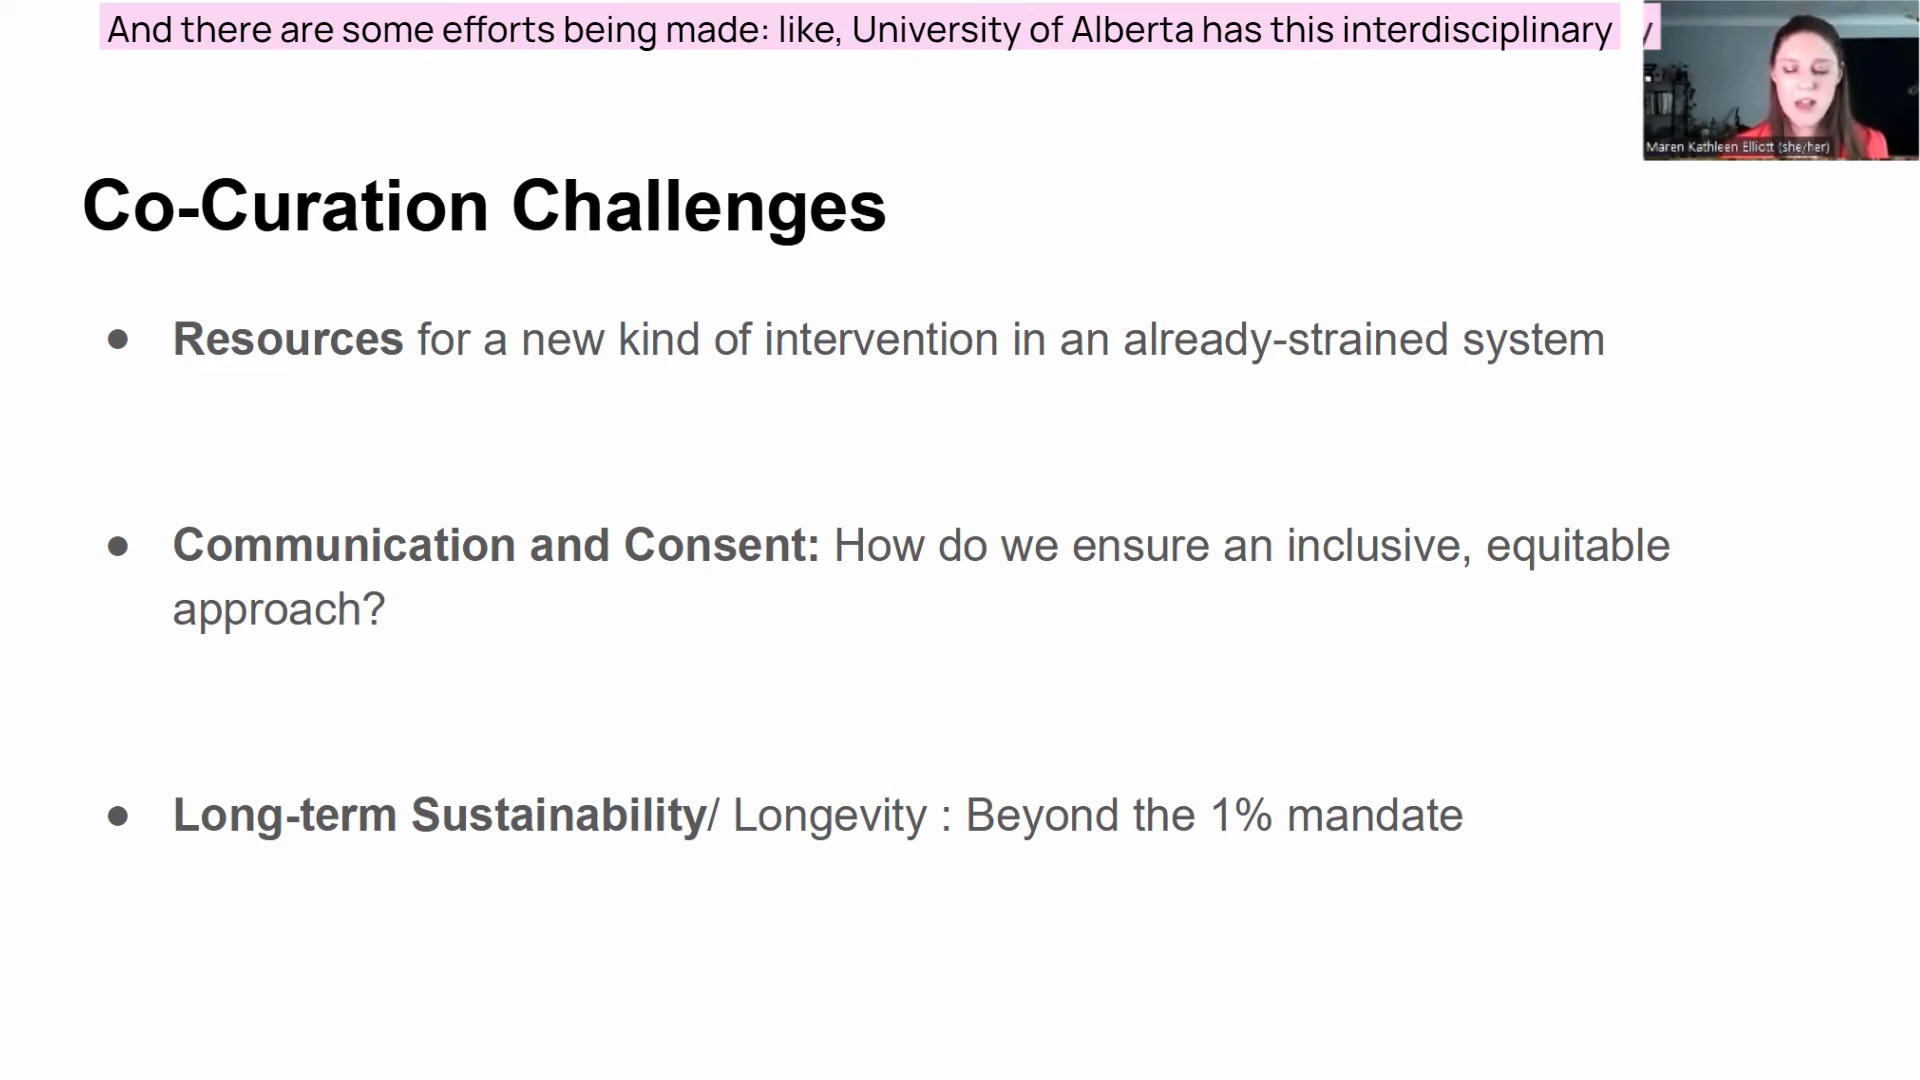 And there are some efforts being made: like, University of Alberta has this interdisciplinary
y
Maren Kathleen Elliott (she/her)
Co-Curation Challenges
● Resources for a new kind of intervention in an already-strained system
● Communication and Consent: How do we ensure an inclusive, equitable
approach?
● Long-term Sustainability/ Longevity : Beyond the 1% mandate